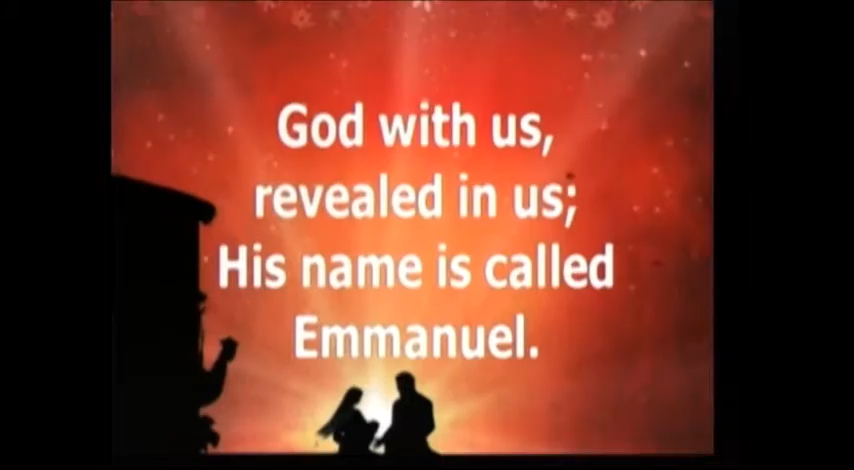 God with us,
revealed in us;
His name is called
Emmanuel.